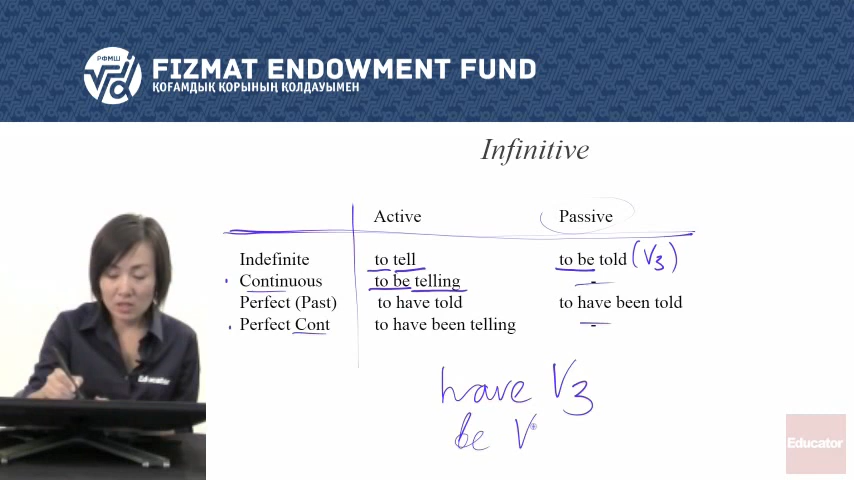 РФМШ
FIZMAT ENDOWMENT FUND
ҚОҒАМДЫҚ ҚОРЫНЫҢ ҚОЛДАУЫМЕН
Infinitive
Active Passive
Indefinite to tell to be told (V3)
Continuous to be telling -
Perfect (Past) to have told to have been told
Perfect Cont to have been telling -
have V3
be V
Educator
Educator